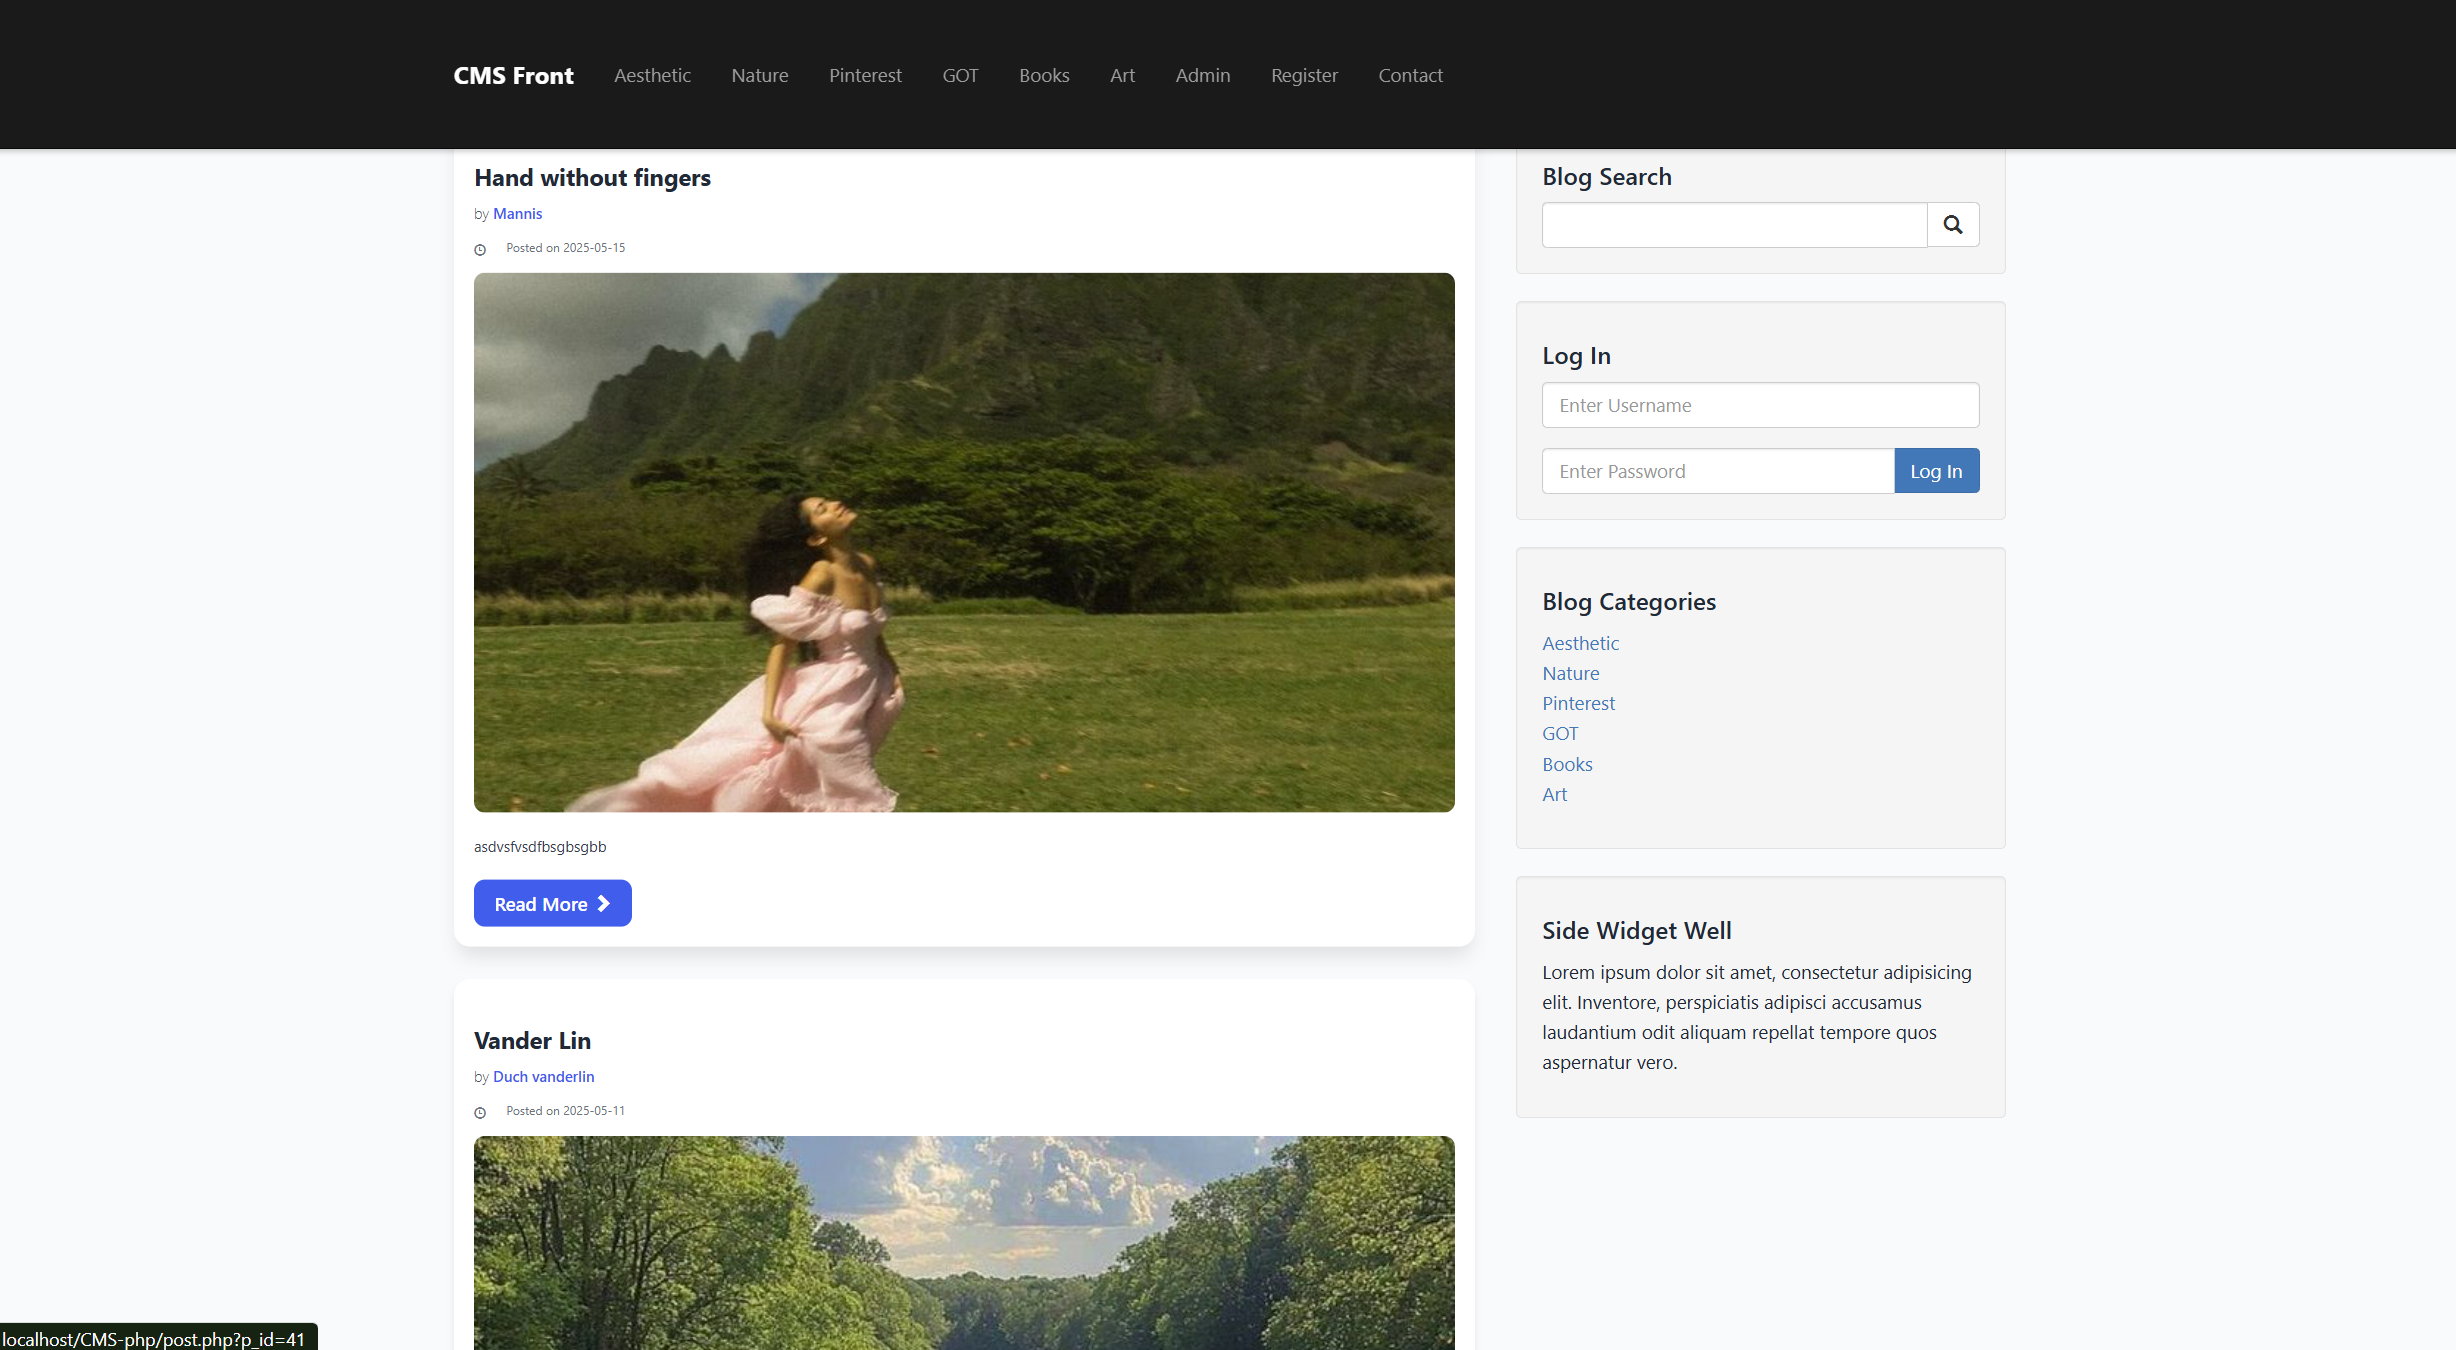 CMS Front Aesthetic Nature Pinterest GOT Books Art Admin Register Contact
Hand without fingers
by Mannis
Posted on 2025-05-15
asdvsfvsdfbsgbsgbb
Read More
Vander Lin
by Duch vanderlin
Posted on 2025-05-11
Blog Search
Log In
Enter Username
Enter Password Log In
Blog Categories
Aesthetic
Nature
Pinterest
GOT
Books
Art
Side Widget Well
Lorem ipsum dolor sit amet, consectetur adipisicing
elit. Inventore, perspiciatis adipisci accusamus
laudantium odit aliquam repellat tempore quos
aspernatur vero.
localhost/CMS-php/post.php?p_id=41